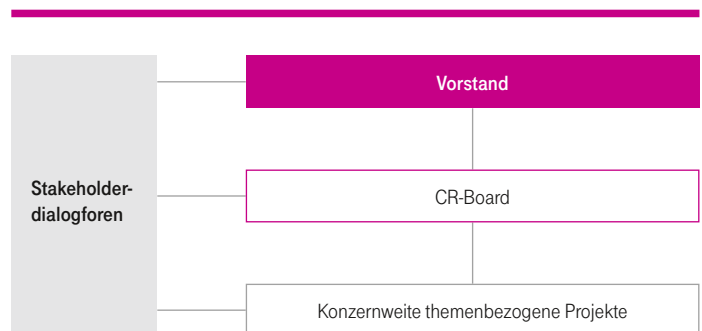 Vorstand
Stakeholder-
dialogforen
CR-Board
Konzernweite themenbezogene Projekte